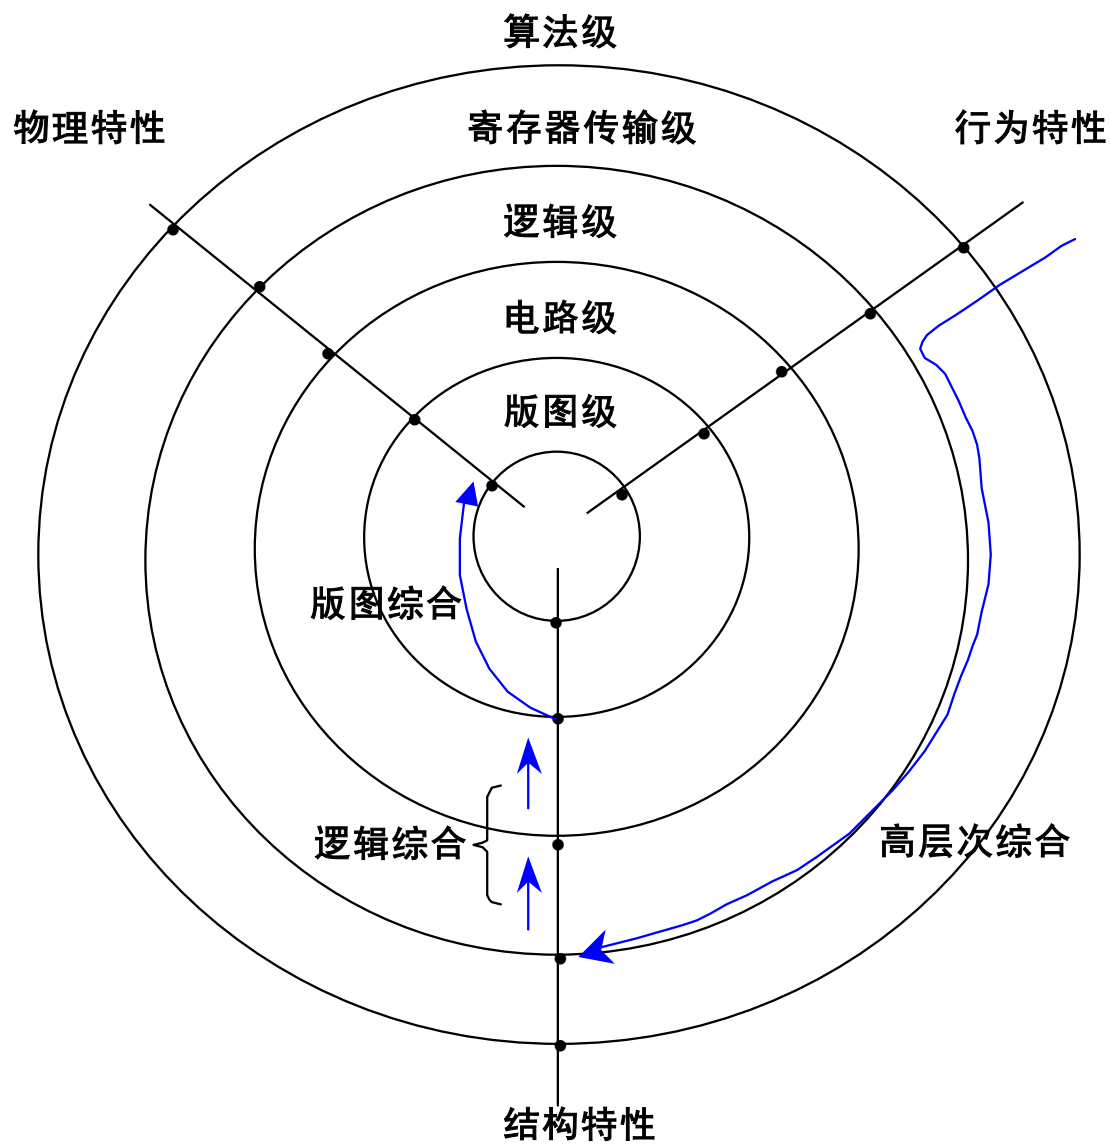 算法级
物理特性
寄存器传输级
行为特性
逻辑级
电路级
版图级
版图综合
逻辑综合
高层次综合
结构特性